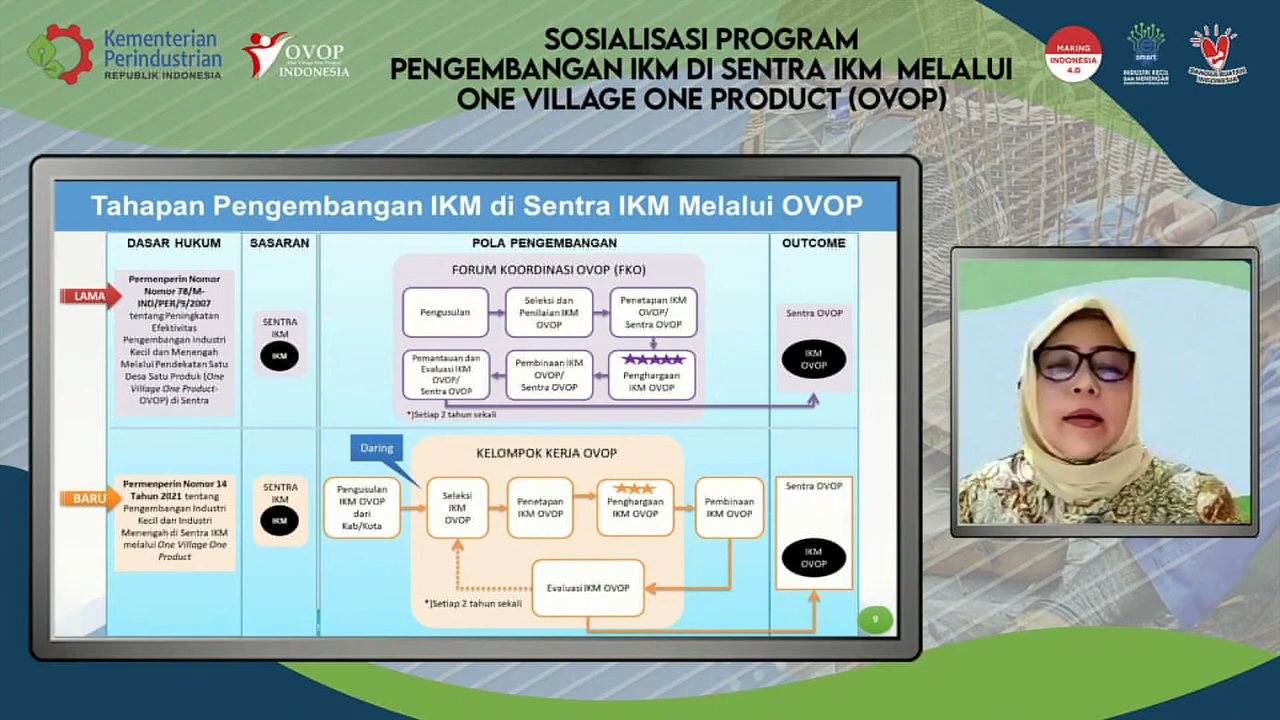 Kementerian
Perindustrian
REPUBLIK INDONESIA
OVOP
INDONESIA
SOSIALISASI PROGRAM
PENGEMBANGAN IKM DI SENTRA IKM MELALUI
ONE VILLAGE ONE PRODUCT (OVOP)
MAKING
INDONESIA
4.0
smart
INDUSTRI KECIL
DAN MENENGAH
BANGGA BUATAN
INDONESIA
Tahapan Pengembangan IKM di Sentra IKM Melalui OVOP
DASAR HUKUM
SASARAN
POLA PENGEMBANGAN
OUTCOME
LAMA
Permenperin Nomor
Nomor 78/M-
IND/PER/9/2007
tentang Peningkatan
Efektivitas
Pengembangan Industri
Kecil dan Menengah
Melalui Pendekatan Satu
Desa Satu Produk (One
Village One Product-
OVOP) di Sentra
SENTRA
IKM
IKM
FORUM KOORDINASI OVOP (FKO)
Pengusulan
Seleksi dan
Penilaian IKM
OVOP
Penetapan IKM
OVOP/
Sentra OVOP
Pemantauan dan
Evaluasi IKM
OVOP/
Sentra OVOP
Pembinaan IKM
OVOP/
Sentra OVOP
Penghargaan
IKM OVOP
*)Setiap 2 tahun sekali
Sentra OVOP
IKM
OVOP
BARU
Permenperin Nomor 14
Tahun 2021 tentang
Pengembangan Industri
Kecil dan Industri
Menengah di Sentra IKM
melalui One Village One
Product
SENTRA
IKM
IKM
Daring
KELOMPOK KERJA OVOP
Pengusulan
IKM OVOP
dari
Kab/Kota
Seleksi
IKM
OVOP
Penetapan
IKM OVOP
Penghargaan
IKM OVOP
Pembinaan
IKM OVOP
Evaluasi IKM OVOP
*)Setiap 2 tahun sekali
Sentra OVOP
IKM
OVOP
9